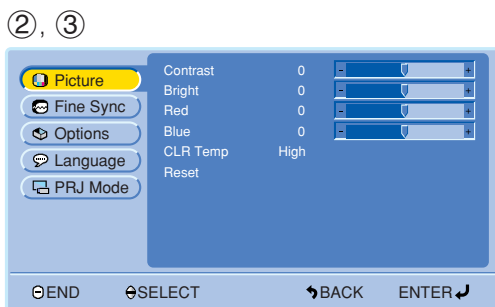 ②, ③
Picture
Fine Sync
Options
Language
PRJ Mode
Contrast 0 - +
Bright 0 - +
Red 0 - +
Blue 0 - +
CLR Temp High
Reset
END SELECT BACK ENTER